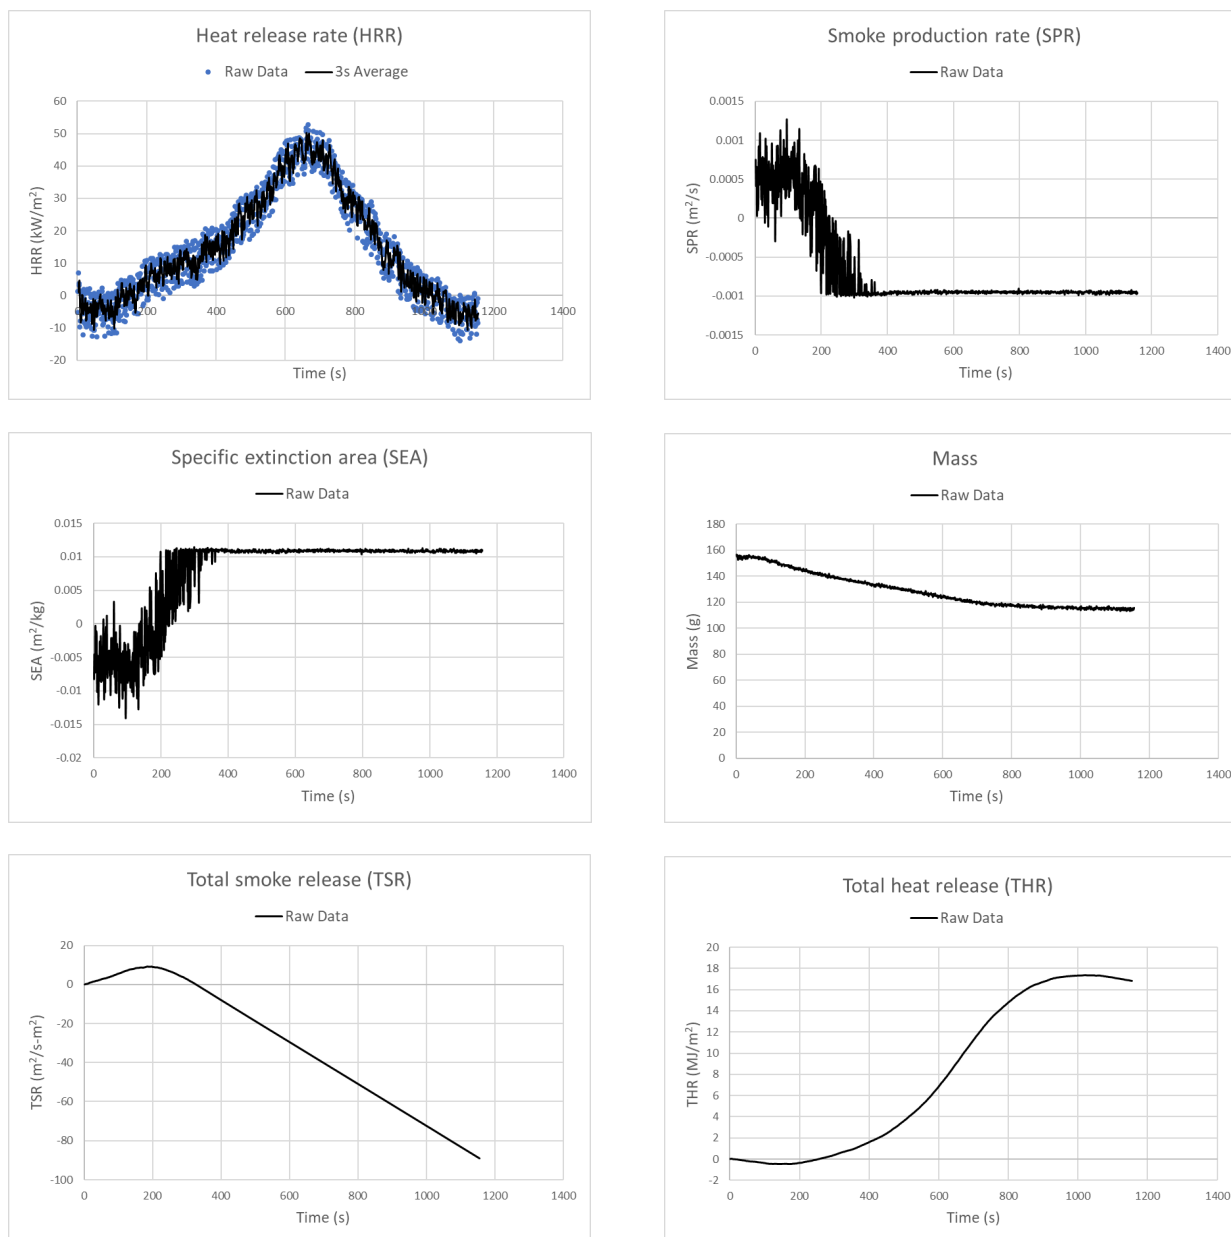 Heat release rate (HRR)
Raw Data 3s Average
60
50
40
30
20
10
0
-10
-20
HRR (kW/m²)
0 200 400 600 800 1000 1200 1400
Time (s)
Smoke production rate (SPR)
Raw Data
0.0015
0.001
0.0005
0
-0.0005
-0.001
-0.0015
SPR (m²/s)
0 200 400 600 800 1000 1200 1400
Time (s)
Specific extinction area (SEA)
Raw Data
0.015
0.01
0.005
0
-0.005
-0.01
-0.015
-0.02
SEA (m²/kg)
0 200 400 600 800 1000 1200 1400
Time (s)
Mass
Raw Data
180
160
140
120
100
80
60
40
20
0
Mass (g)
0 200 400 600 800 1000 1200 1400
Time (s)
Total smoke release (TSR)
Raw Data
20
0
-20
-40
-60
-80
-100
TSR (m²/s-m²)
0 200 400 600 800 1000 1200 1400
Time (s)
Total heat release (THR)
Raw Data
20
18
16
14
12
10
8
6
4
2
0
-2
THR (MJ/m²)
0 200 400 600 800 1000 1200 1400
Time (s)